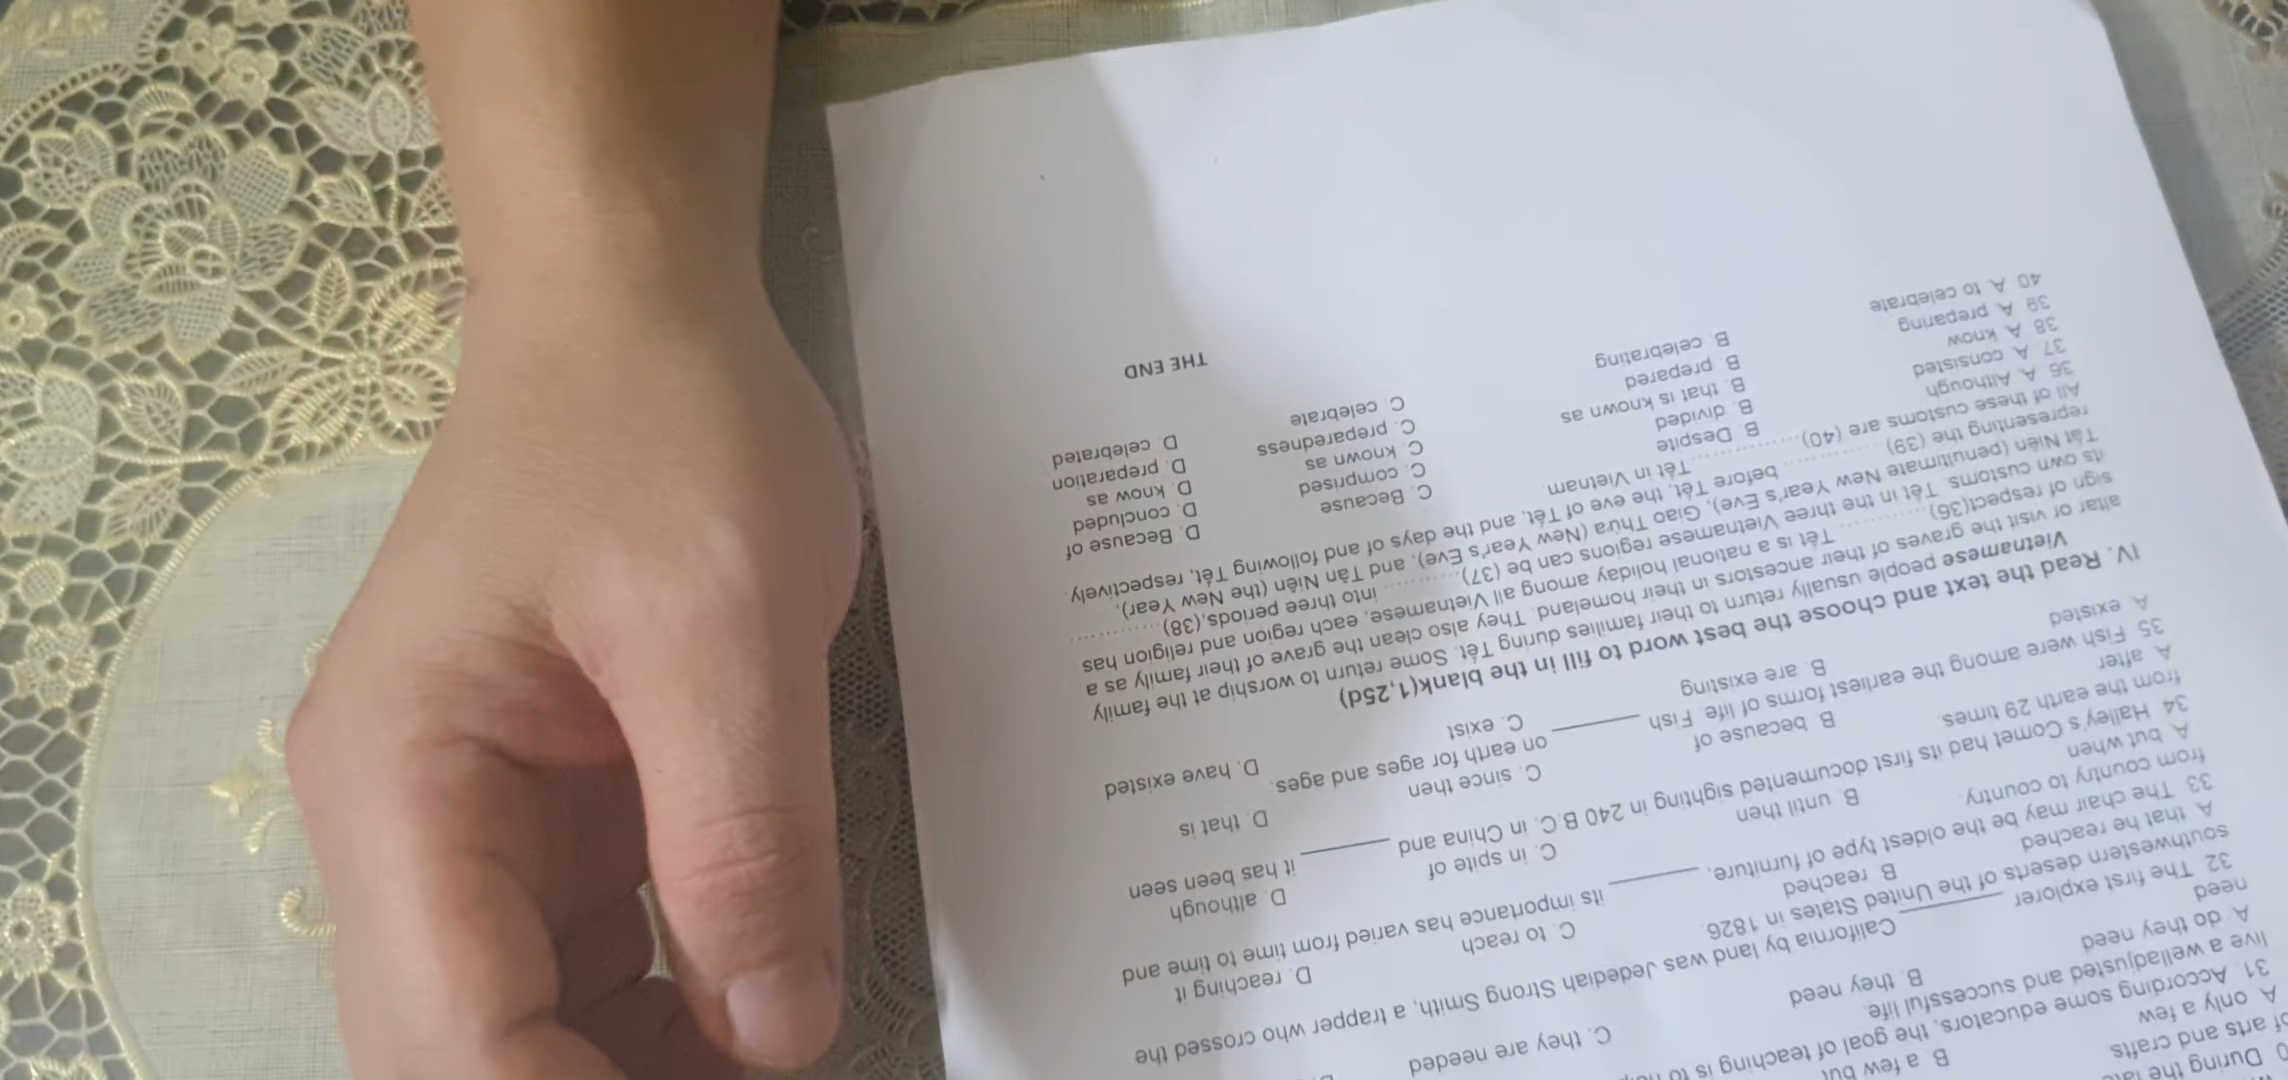 During the
of arts and crafts
A. only a few
B. a few but
31. According some educators, the goal of teaching is to
live a welladjusted and successful life.
A. do they need
B. they need
C. they are needed
need
32. The first explorer ________ California by land was Jedediah Strong Smith, a trapper who crossed the
southwestern deserts of the United States in 1826.
A. that he reached
B. reached
C. to reach
D. reaching it
33. The chair may be the oldest type of furniture, ________ its importance has varied from time to time and
from country to country.
A. but when
B. until then
C. in spite of
D. although
34. Halley's Comet had its first documented sighting in 240 B.C. in China and ________ it has been seen
from the earth 29 times.
A. after
B. because of
C. since then
D. that is
35. Fish were among the earliest forms of life. Fish ________ on earth for ages and ages.
A. existed
B. are existing
C. exist
D. have existed
IV. Read the text and choose the best word to fill in the blank(1,25d)
Vietnamese people usually return to their families during Tết. Some return to worship at the family
altar or visit the graves of their ancestors in their homeland. They also clean the grave of their family as a
sign of respect(36)............ Tết is a national holiday among all Vietnamese, each region and religion has
its own customs. Tết in the three Vietnamese regions can be (37)............ into three periods,(38)............
Tất Niên (penultimate New Year's Eve), Giao Thừa (New Year's Eve), and Tân Niên (the New Year),
representing the (39)............ before Tết, the eve of Tết, and the days of and following Tết, respectively.
All of these customs are (40)............ Tết in Vietnam.
36. A. Although
B. Despite
C. Because
D. Because of
37. A. consisted
B. divided
C. comprised
D. concluded
38. A. know
B. that is known as
C. known as
D. know as
39. A. preparing
B. prepared
C. preparedness
D. preparation
40. A. to celebrate
B. celebrating
C. celebrate
D. celebrated
THE END